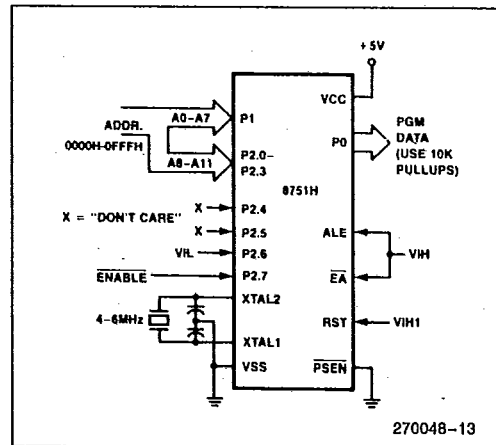 +5V
VCC
A0-A7
P1
PGM
DATA
(USE 10K
PULLUPS)
P0
ADDR.
0000H-0FFFH
A8-A11
P2.0-
P2.3
8751H
X
P2.4
X = "DON'T CARE"
X
P2.5
ALE
VIL
P2.6
VIH
ENABLE
P2.7
EA
XTAL2
4-6MHz
RST
VIH1
XTAL1
VSS
PSEN
270048-13